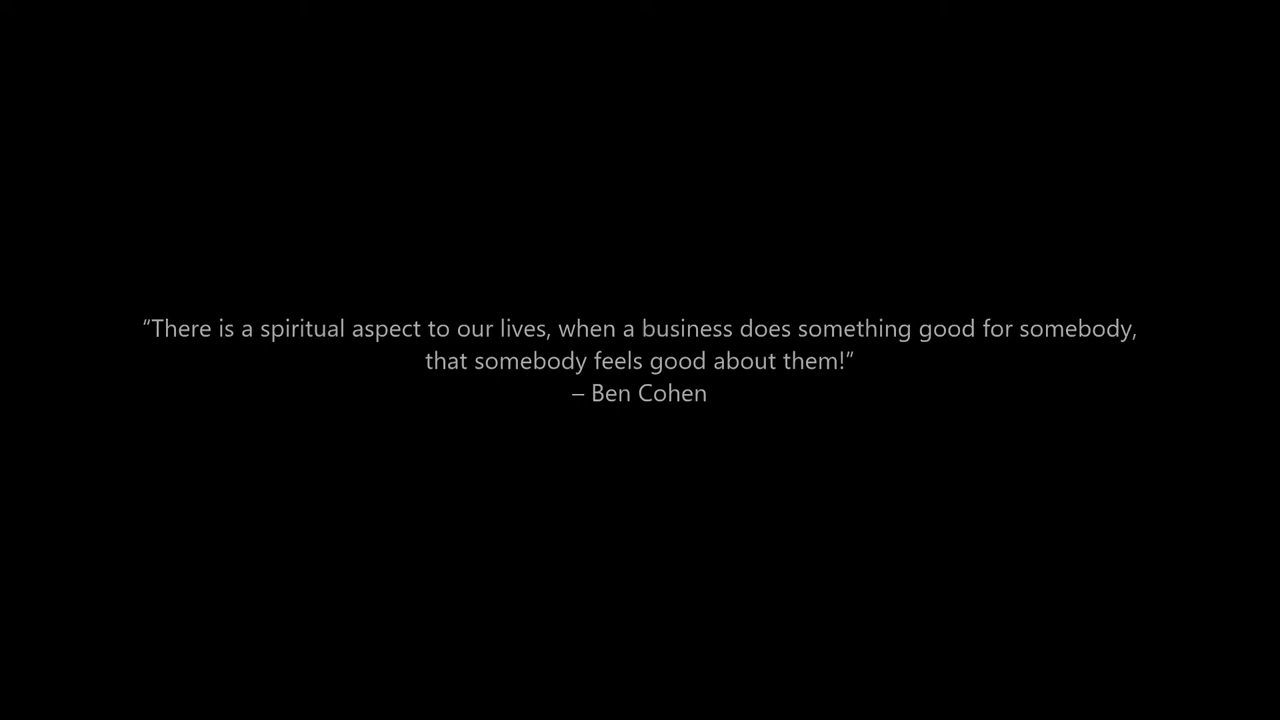 “There is a spiritual aspect to our lives, when a business does something good for somebody,
that somebody feels good about them!”
– Ben Cohen